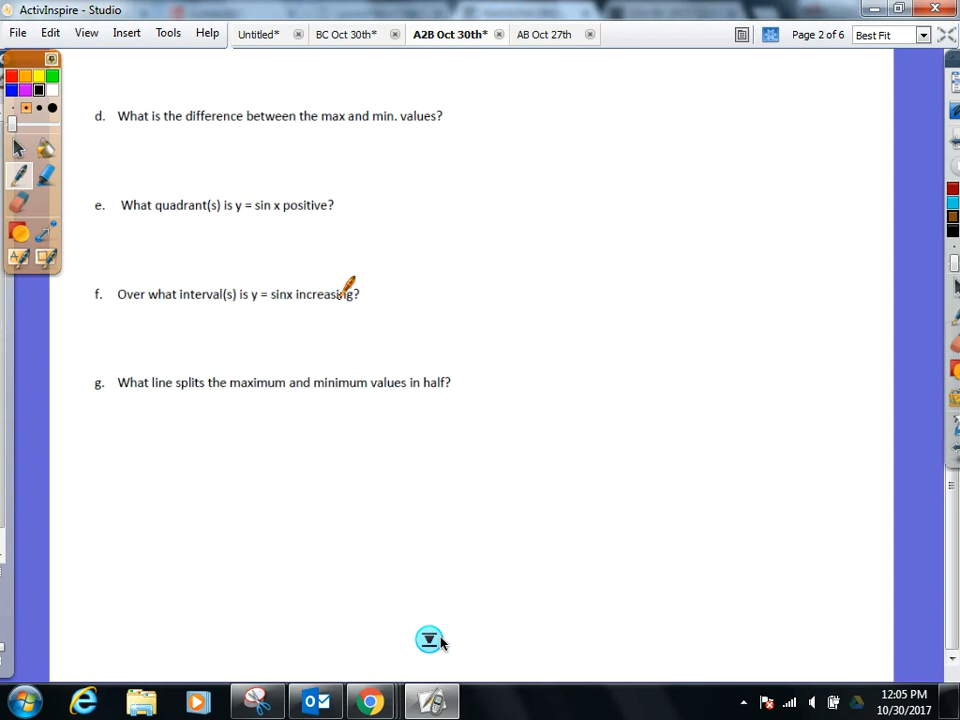 ActivInspire - Studio
File Edit View Insert Tools Help
Untitled* BC Oct 30th* A2B Oct 30th* AB Oct 27th
Page 2 of 6 Best Fit
d. What is the difference between the max and min. values?
e. What quadrant(s) is y = sin x positive?
f. Over what interval(s) is y = sinx increasing?
g. What line splits the maximum and minimum values in half?
12:05 PM
10/30/2017